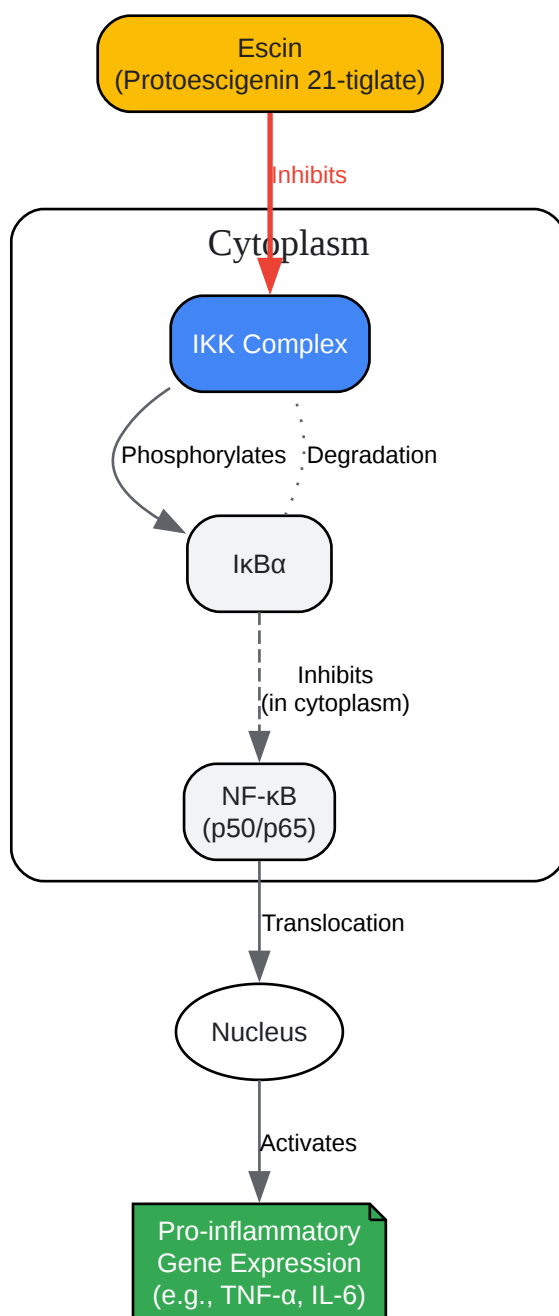 Escin
(Protoescigenin 21-tiglate)
Inhibits
Cytoplasm
IKK Complex
Phosphorylates
Degradation
IκBα
Inhibits
(in cytoplasm)
NF-κB
(p50/p65)
Translocation
Nucleus
Activates
Pro-inflammatory
Gene Expression
(e.g., TNF-α, IL-6)